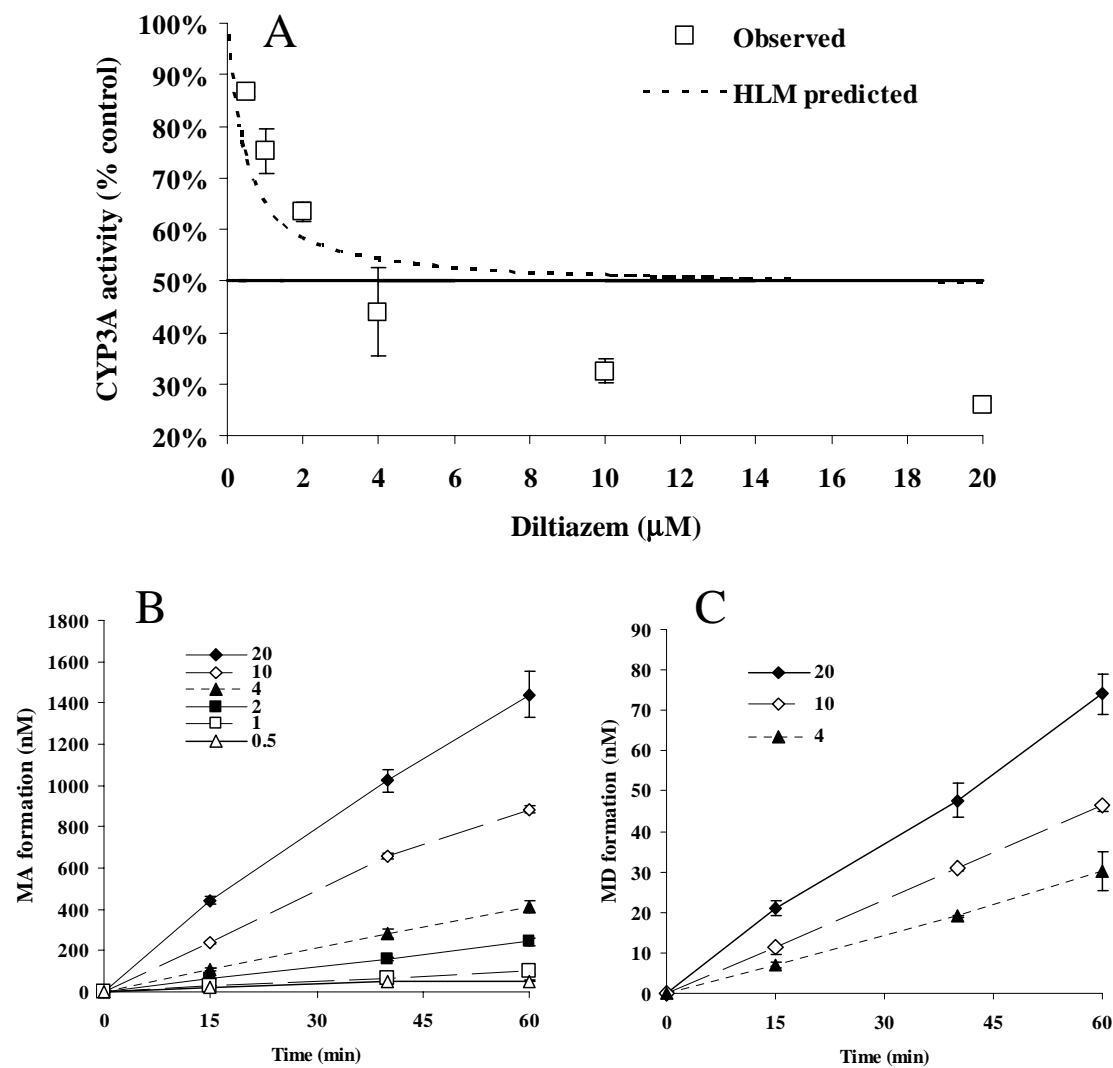 A
Observed
HLM predicted
CYP3A activity (% control)
100%
90%
80%
70%
60%
50%
40%
30%
20%
0 2 4 6 8 10 12 14 16 18 20
Diltiazem (μM)
B
MA formation (nM)
1800
1600
1400
1200
1000
800
600
400
200
0
20
10
4
2
1
0.5
0 15 30 45 60
Time (min)
C
MD formation (nM)
90
80
70
60
50
40
30
20
10
0
20
10
4
0 15 30 45 60
Time (min)